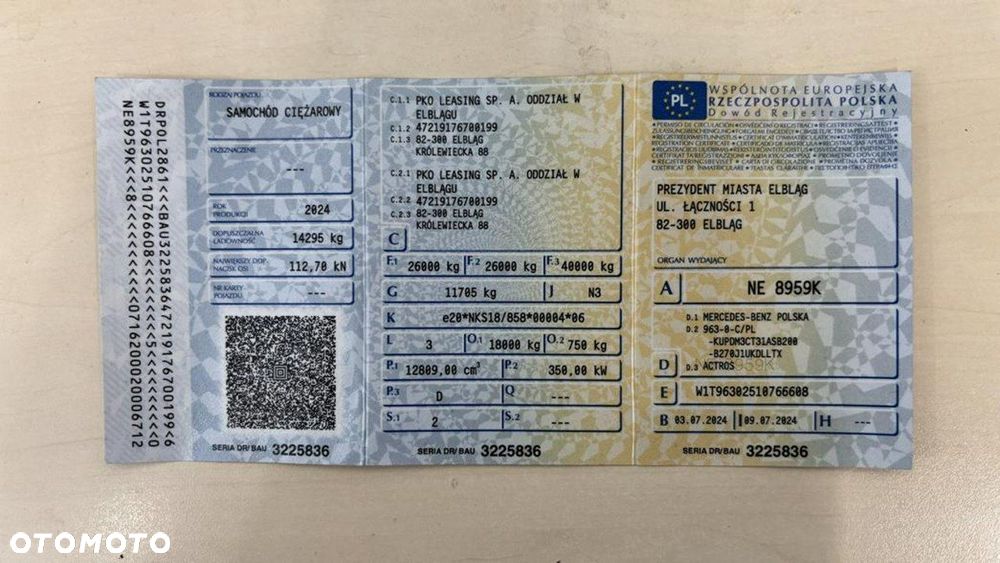 DRPOL2861<<BAU32258364721917670019​9<6
W1T96302510766608<<<<<<<<5<<<<<<<<0
NE8959K<<<8<<<<<<<<<0716200020006712
RODZAJ POJAZDU
SAMOCHÓD CIĘŻAROWY
PRZEZNACZENIE
---
ROK
PRODUKCJI
2024
DOPUSZCZALNA
ŁADOWNOŚĆ
14295 kg
NAJWIĘKSZY DOP.
NACISK OSI
112,70 kN
NR KARTY
POJAZDU
---
SERIA DR/BAU 3225836
C.1.1 PKO LEASING SP. A. ODDZIAŁ W
ELBLĄGU
C.1.2 47219176700199
C.1.3 82-300 ELBLĄG
KRÓLEWIECKA 88
C.2.1 PKO LEASING SP. A. ODDZIAŁ W
ELBLĄGU
C.2.2 47219176700199
C.2.3 82-300 ELBLĄG
KRÓLEWIECKA 88
C
F.1 26000 kg F.2 26000 kg F.3 40000 kg
G 11705 kg J N3
K e20*NKS18/858*00004*06
L 3 O.1 18000 kg O.2 750 kg
P.1 12809,00 cm³ P.2 350,00 kW
P.3 D Q ---
S.1 2 S.2 ---
SERIA DR/BAU 3225836
PL
WSPÓLNOTA EUROPEJSKA
RZECZPOSPOLITA POLSKA
Dowód Rejestracyjny
PREZYDENT MIASTA ELBLĄG
UL. ŁĄCZNOŚCI 1
82-300 ELBLĄG
ORGAN WYDAJĄCY
A NE 8959K
D.1 MERCEDES-BENZ POLSKA
D.2 963-0-C/PL
-KUPDM3CT31ASB200
-B270J1UKDLLTX
D D.3 ACTROS
E W1T96302510766608
B 03.07.2024 I 09.07.2024 H ---
SERIA DR/BAU 3225836
OTOMOTO